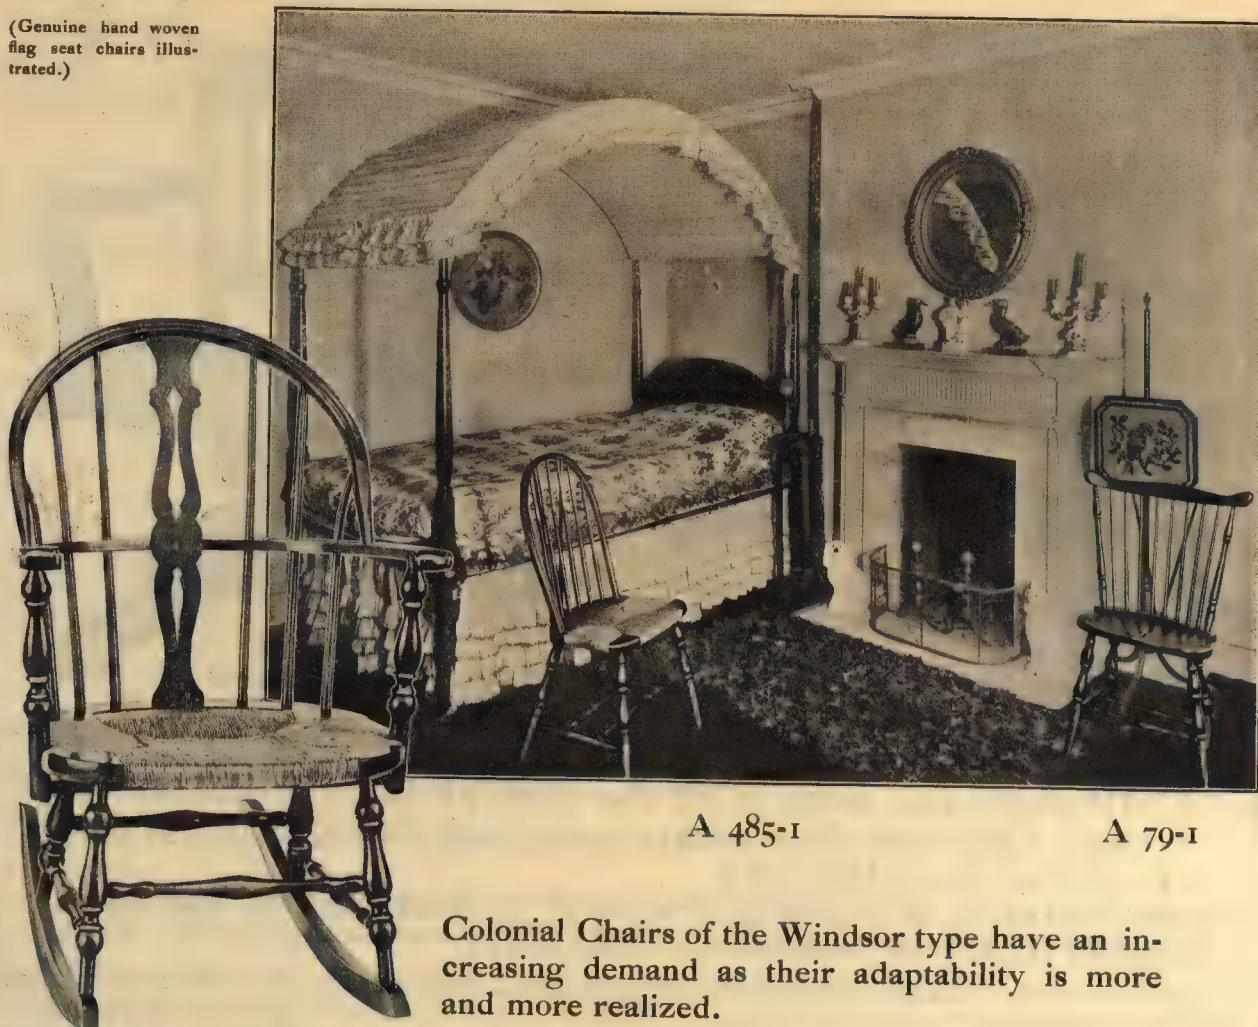 (Genuine hand woven
flag seat chairs illus-
trated.)
A 485-1
A 79-1
Colonial Chairs of the Windsor type have an in-
creasing demand as their adaptability is more
and more realized.